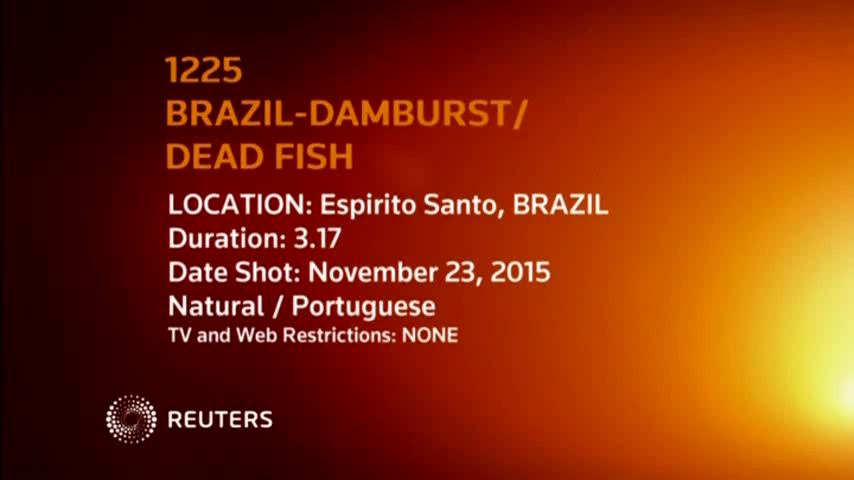 1225
BRAZIL-DAMBURST/
DEAD FISH
LOCATION: Espirito Santo, BRAZIL
Duration: 3.17
Date Shot: November 23, 2015
Natural / Portuguese
TV and Web Restrictions: NONE
REUTERS